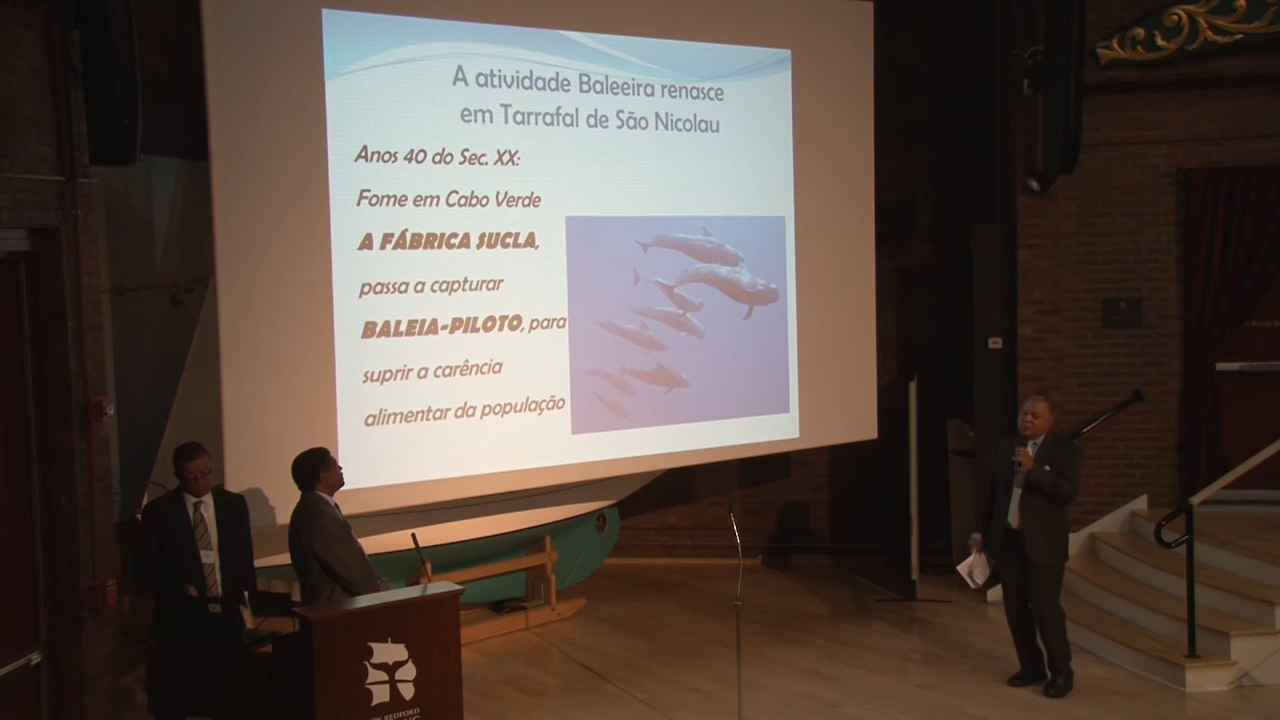 A atividade Baleeira renasce
em Tarrafal de São Nicolau
Anos 40 do Sec. XX:
Fome em Cabo Verde
A FÁBRICA SUCLA,
passa a capturar
BALEIA-PILOTO, para
suprir a carência
alimentar da população
BEDFORD